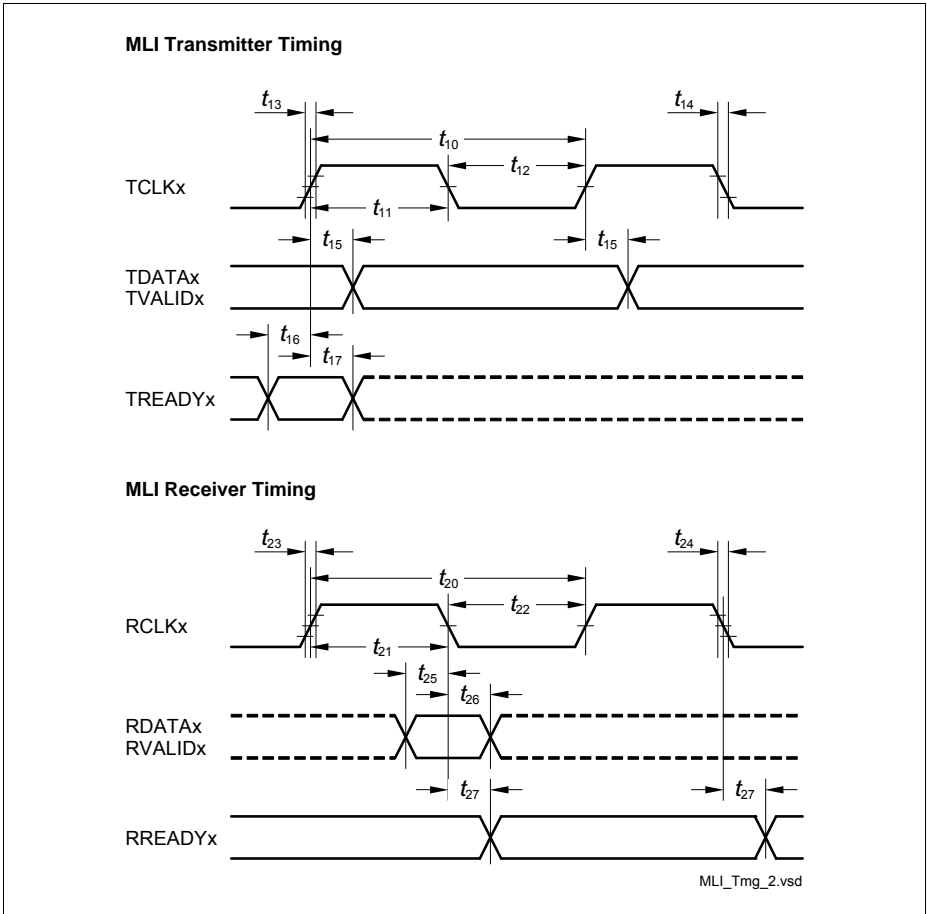 MLI Transmitter Timing
t13
t14
t10
t12
TCLKx
t11
t15
t15
TDATAx
TVALIDx
t16
t17
TREADYx
MLI Receiver Timing
t23
t24
t20
t22
RCLKx
t21
t25
t26
RDATAx
RVALIDx
t27
t27
RREADYx
MLI_Tmg_2.vsd